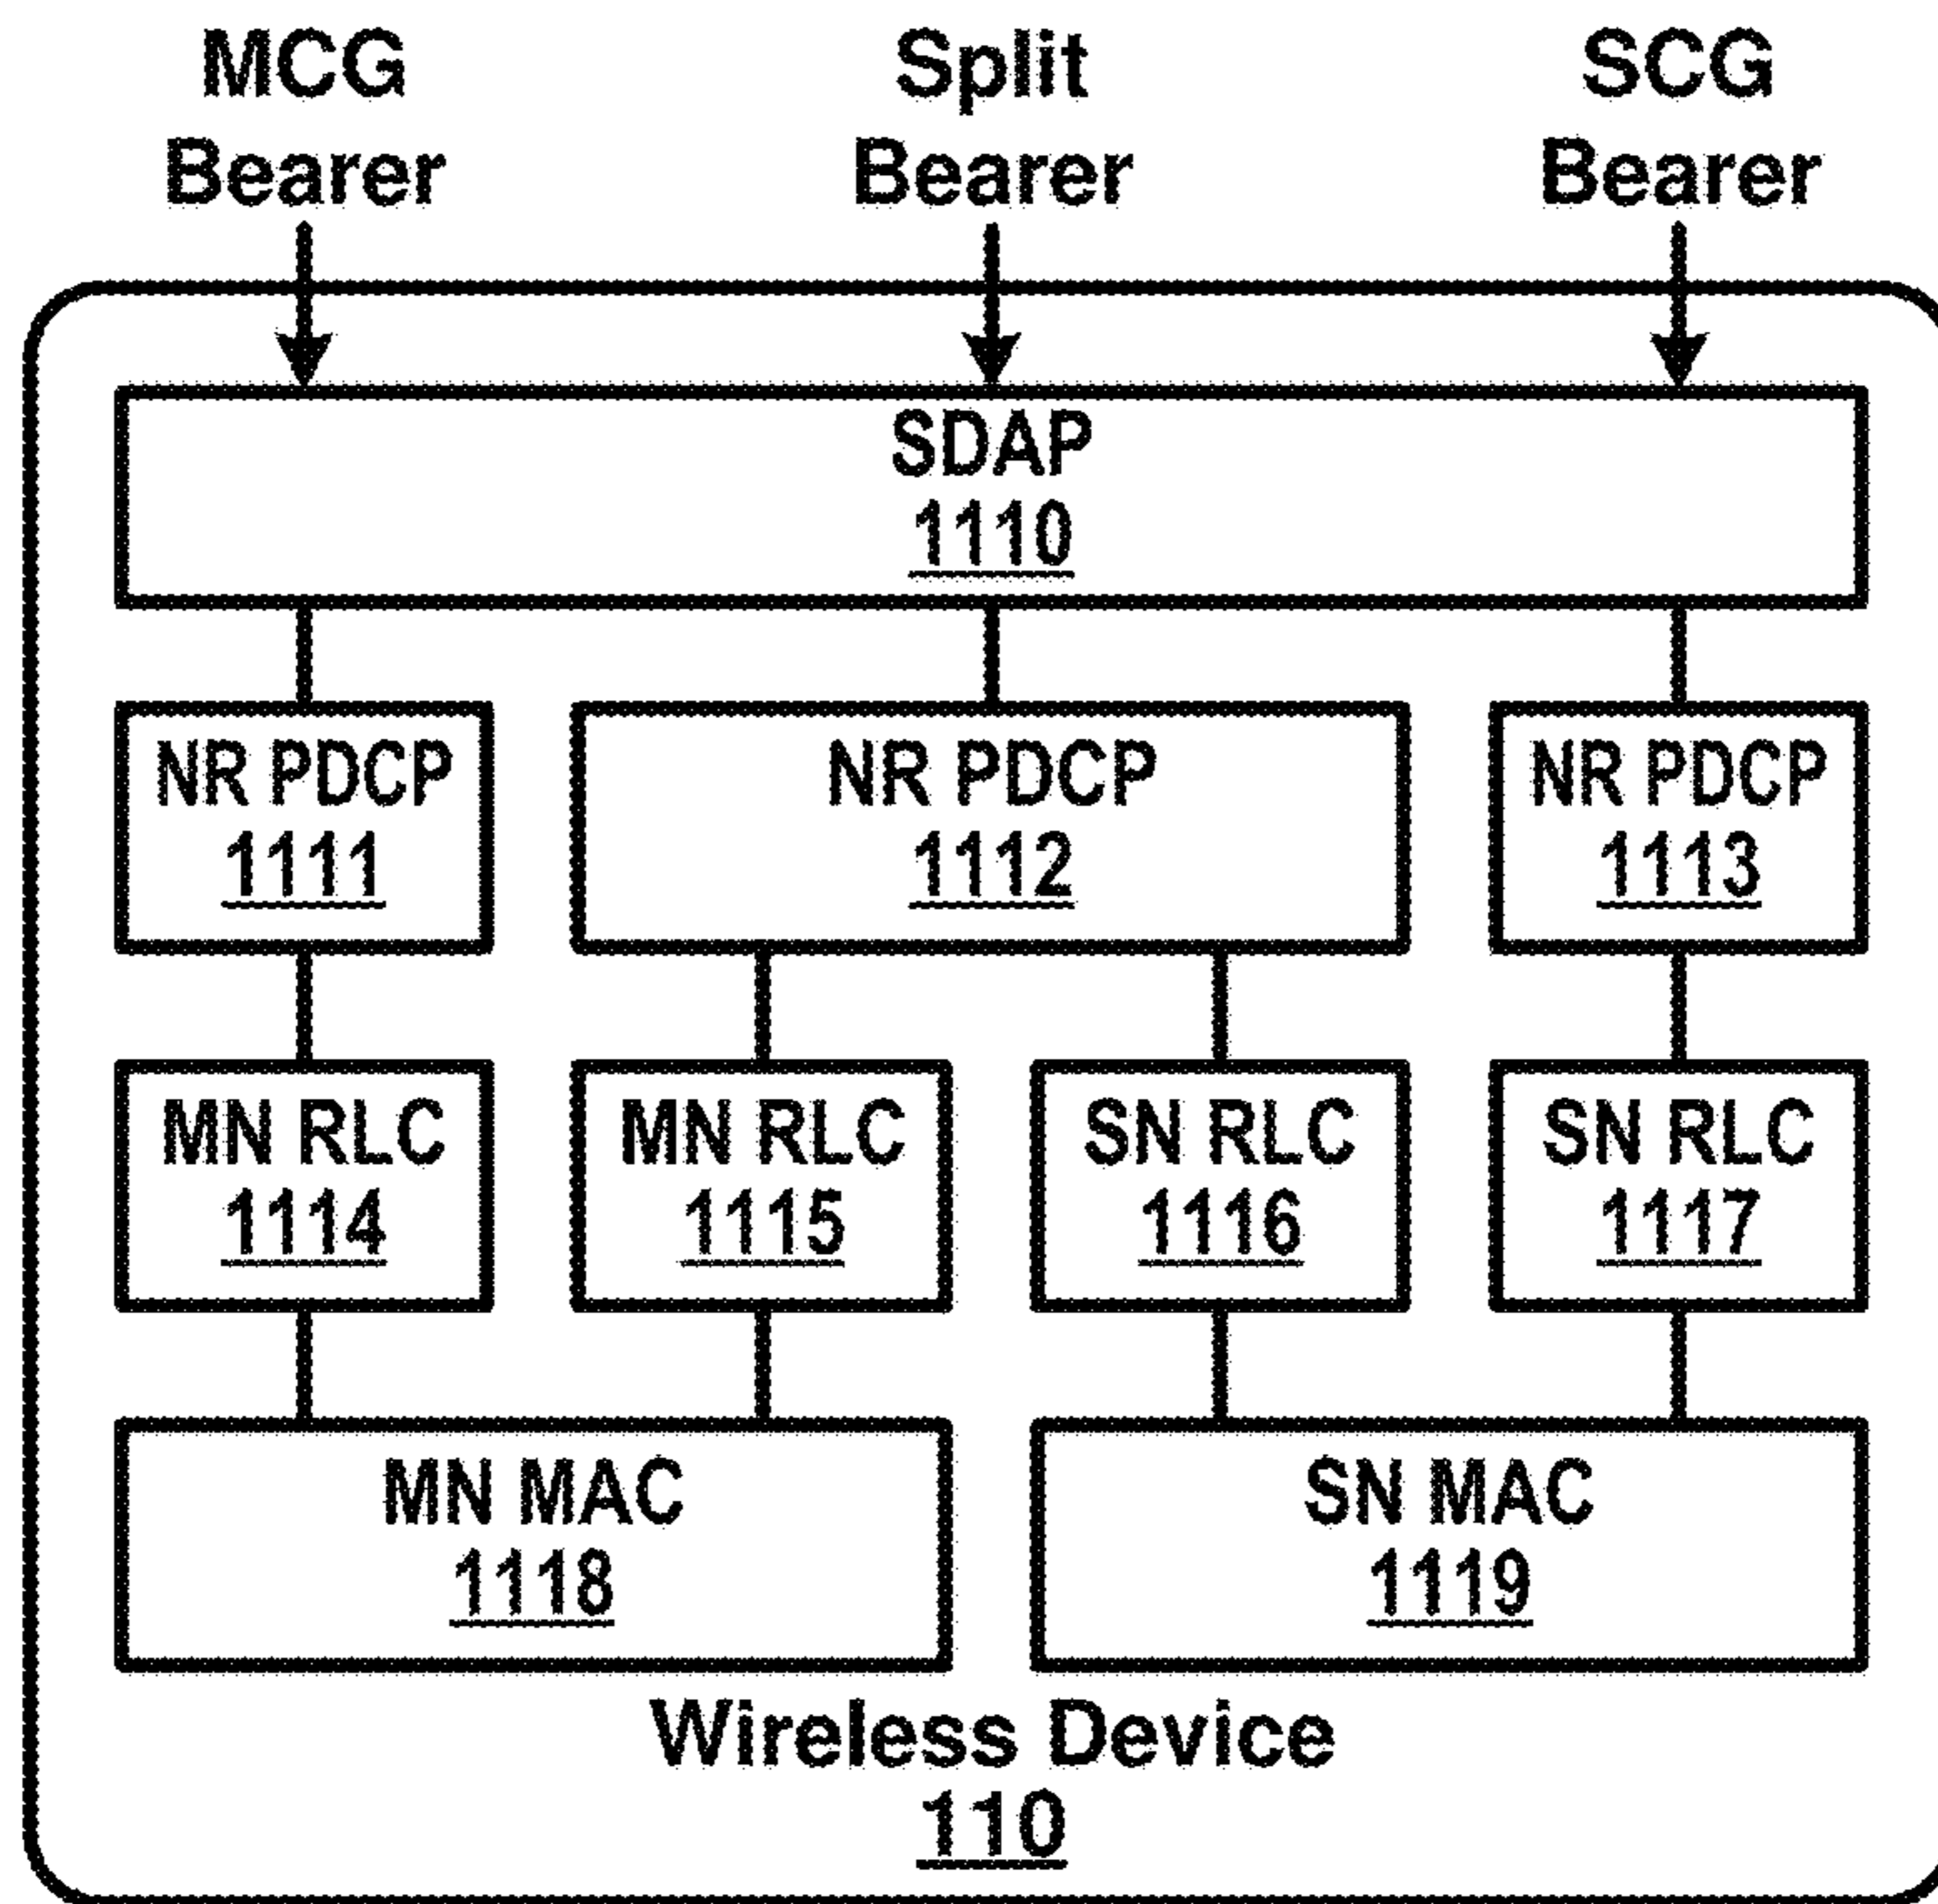 MCG Split SCG
Bearer Bearer Bearer
SDAP
1110
NR PDCP NR PDCP NR PDCP
1111 1112 1113
MN RLC MN RLC SN RLC SN RLC
1114 1115 1116 1117
MN MAC SN MAC
1118 1119
Wireless Device
110